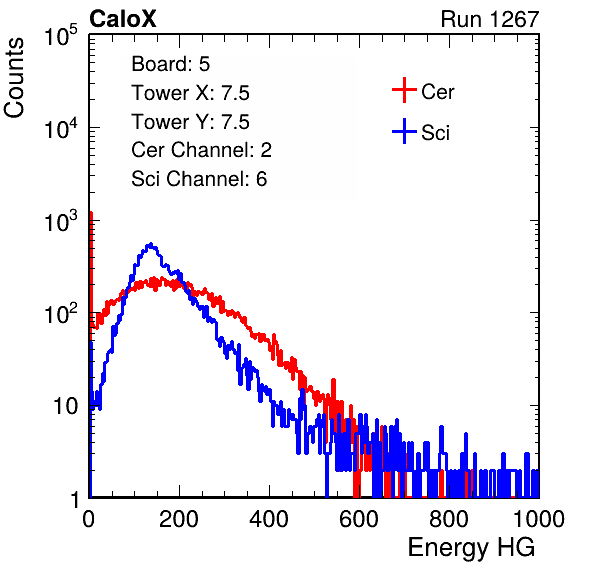 CaloX Run 1267
10^5
Counts
Board: 5
Tower X: 7.5
Tower Y: 7.5
Cer Channel: 2
Sci Channel: 6
Cer
Sci
10^4
10^3
10^2
10
1
0 200 400 600 800 1000
Energy HG